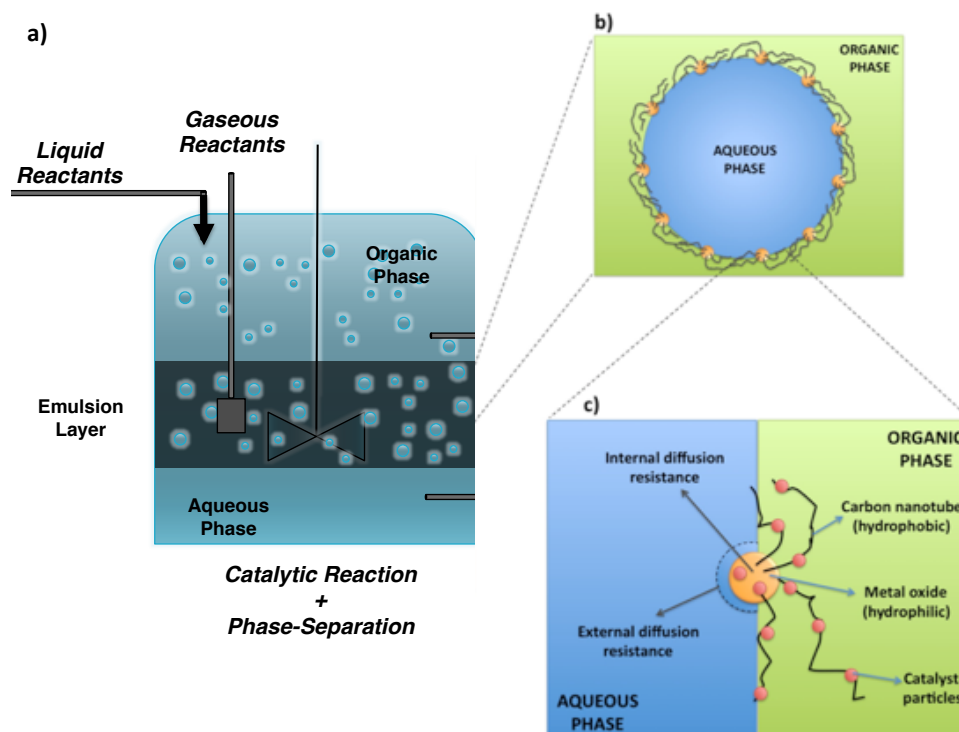 a)
Gaseous
Reactants
Liquid
Reactants
Organic
Phase
Emulsion
Layer
Aqueous
Phase
Catalytic Reaction
+
Phase-Separation
b)
ORGANIC
PHASE
AQUEOUS
PHASE
c)
ORGANIC
PHASE
Internal diffusion
resistance
Carbon nanotube
(hydrophobic)
Metal oxide
(hydrophilic)
External diffusion
resistance
Catalyst
particles
AQUEOUS
PHASE